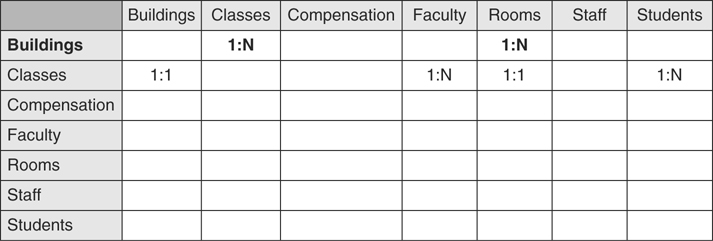 Buildings Classes Compensation Faculty Rooms Staff Students
Buildings 1:N 1:N
Classes 1:1 1:N 1:1 1:N
Compensation
Faculty
Rooms
Staff
Students